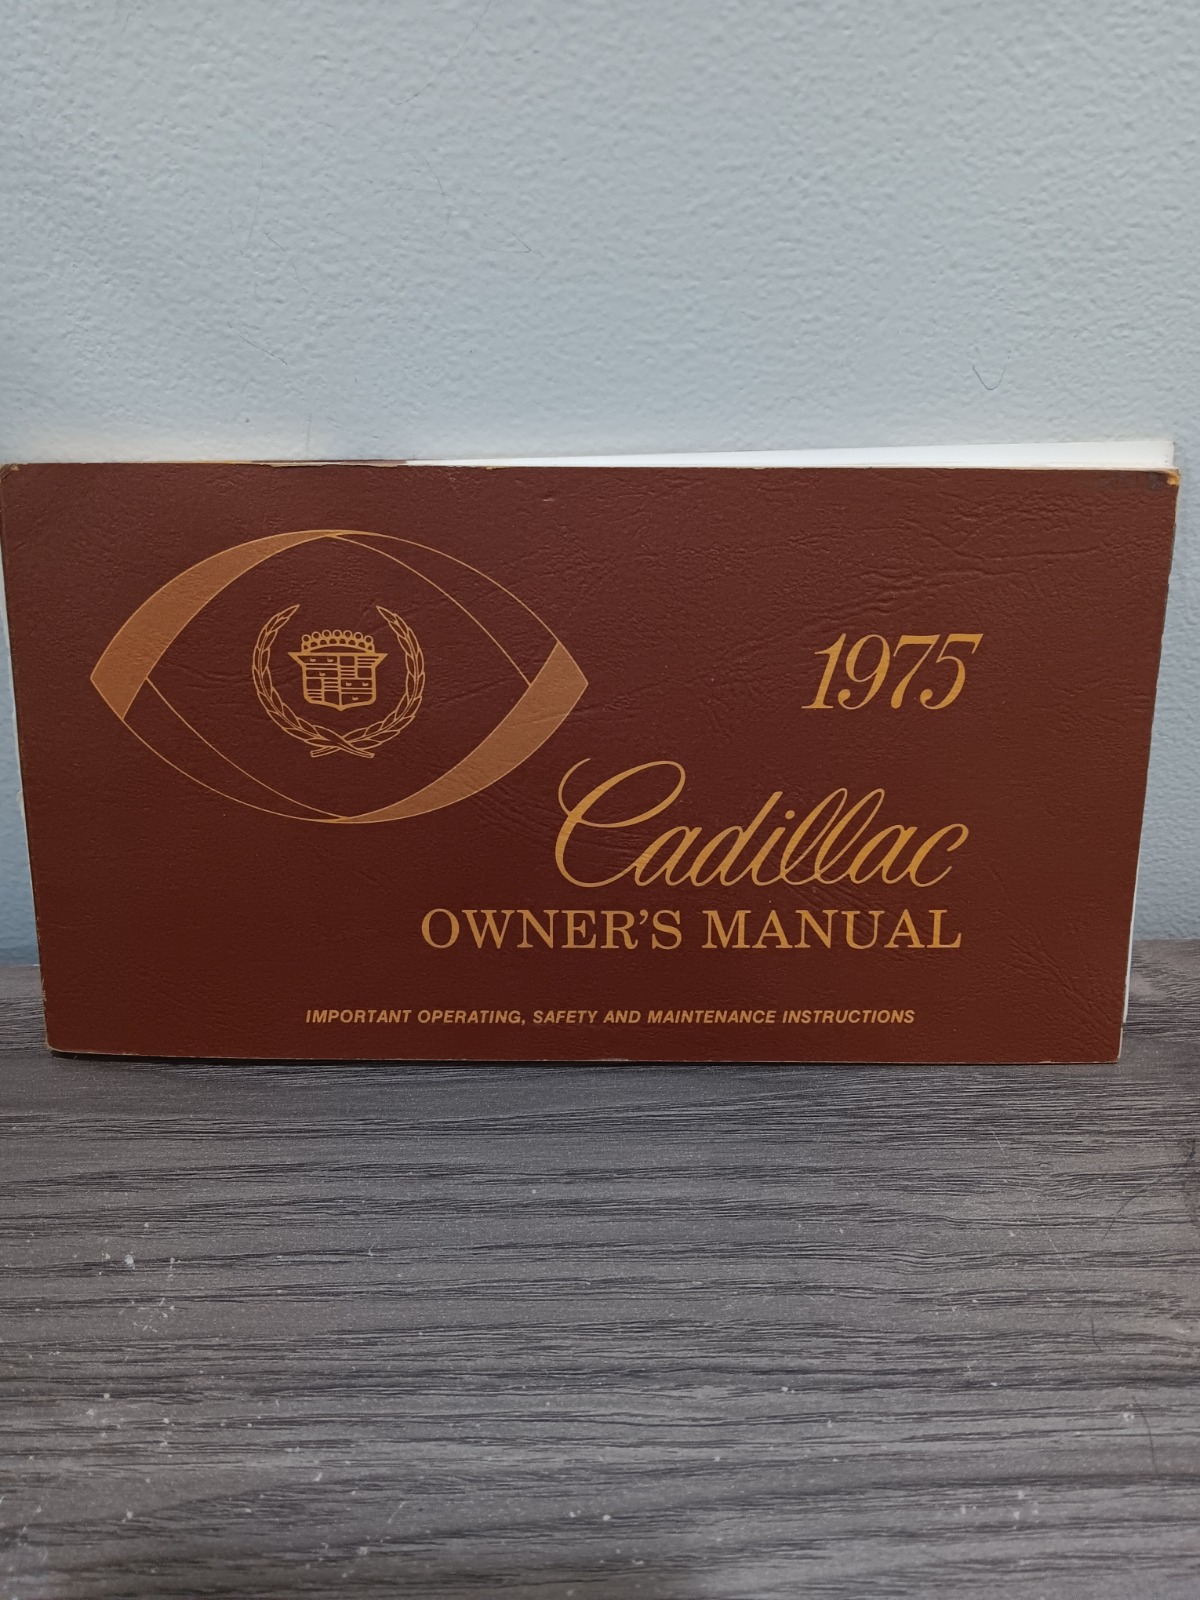 1975
Cadillac
OWNER'S MANUAL
IMPORTANT OPERATING, SAFETY AND MAINTENANCE INSTRUCTIONS